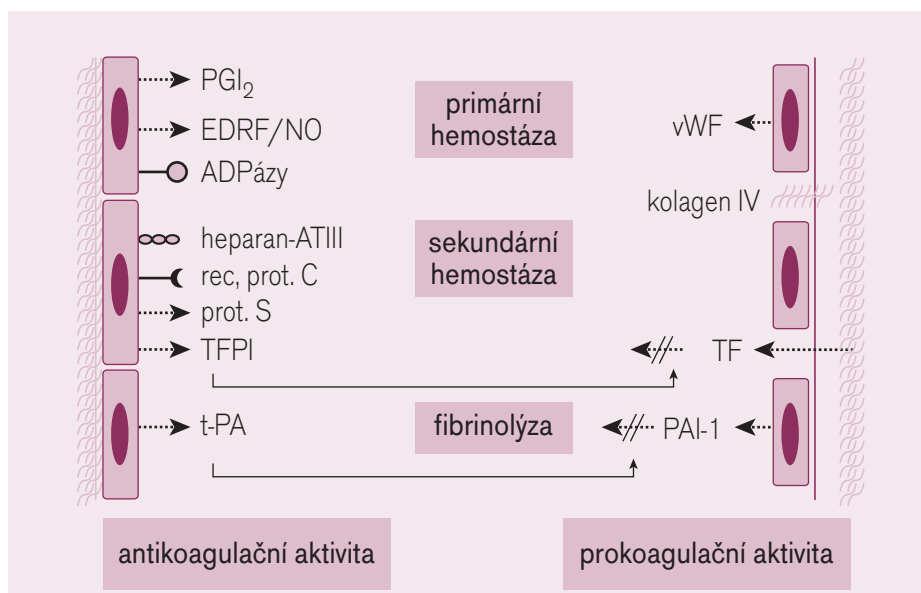 PGI2
EDRF/NO
ADPázy
primární
hemostáza
vWF
kolagen IV
heparan-ATIII
rec, prot. C
prot. S
TFPI
sekundární
hemostáza
TF
t-PA
fibrinolýza
PAI-1
antikoagulační aktivita
prokoagulační aktivita